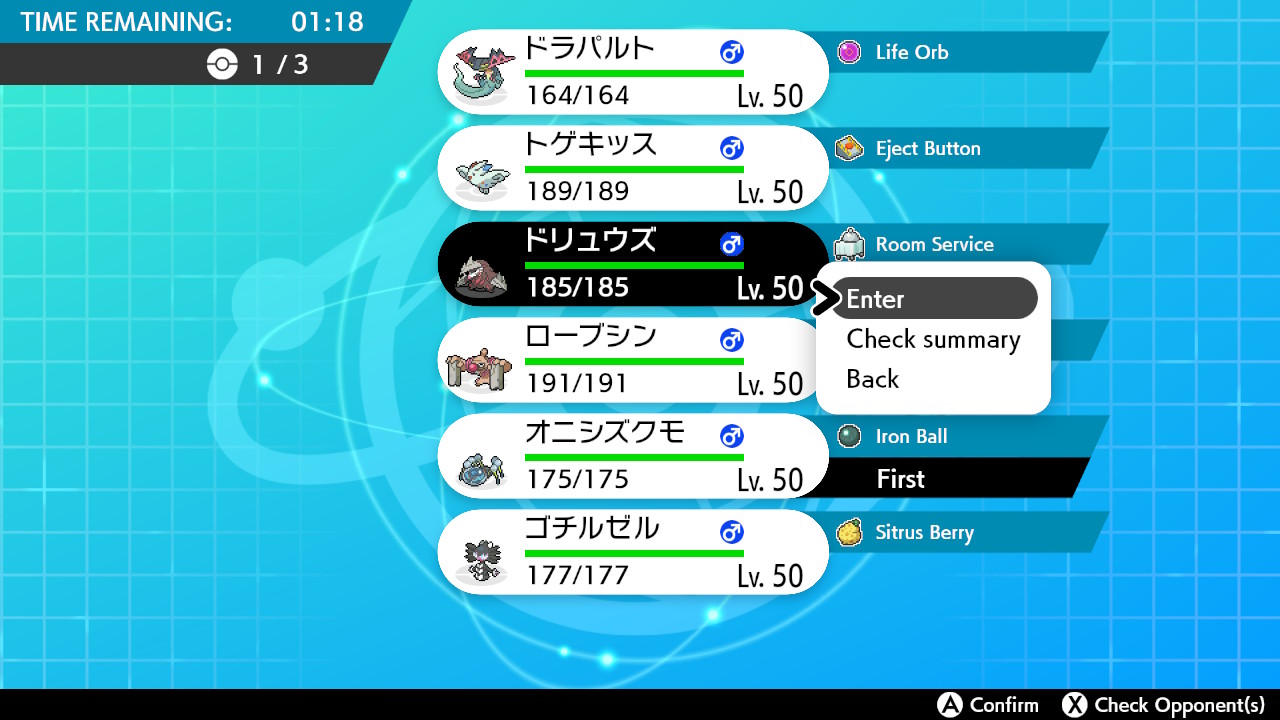 TIME REMAINING: 01:18
1 / 3
ドラパルト
164/164 Lv. 50
Life Orb
トゲキッス
189/189 Lv. 50
Eject Button
ドリュウズ
185/185 Lv. 50
Room Service
Enter
Check summary
Back
ローブシン
191/191 Lv. 50
オニシズクモ
175/175 Lv. 50
Iron Ball
First
ゴチルゼル
177/177 Lv. 50
Sitrus Berry
A Confirm X Check Opponent(s)